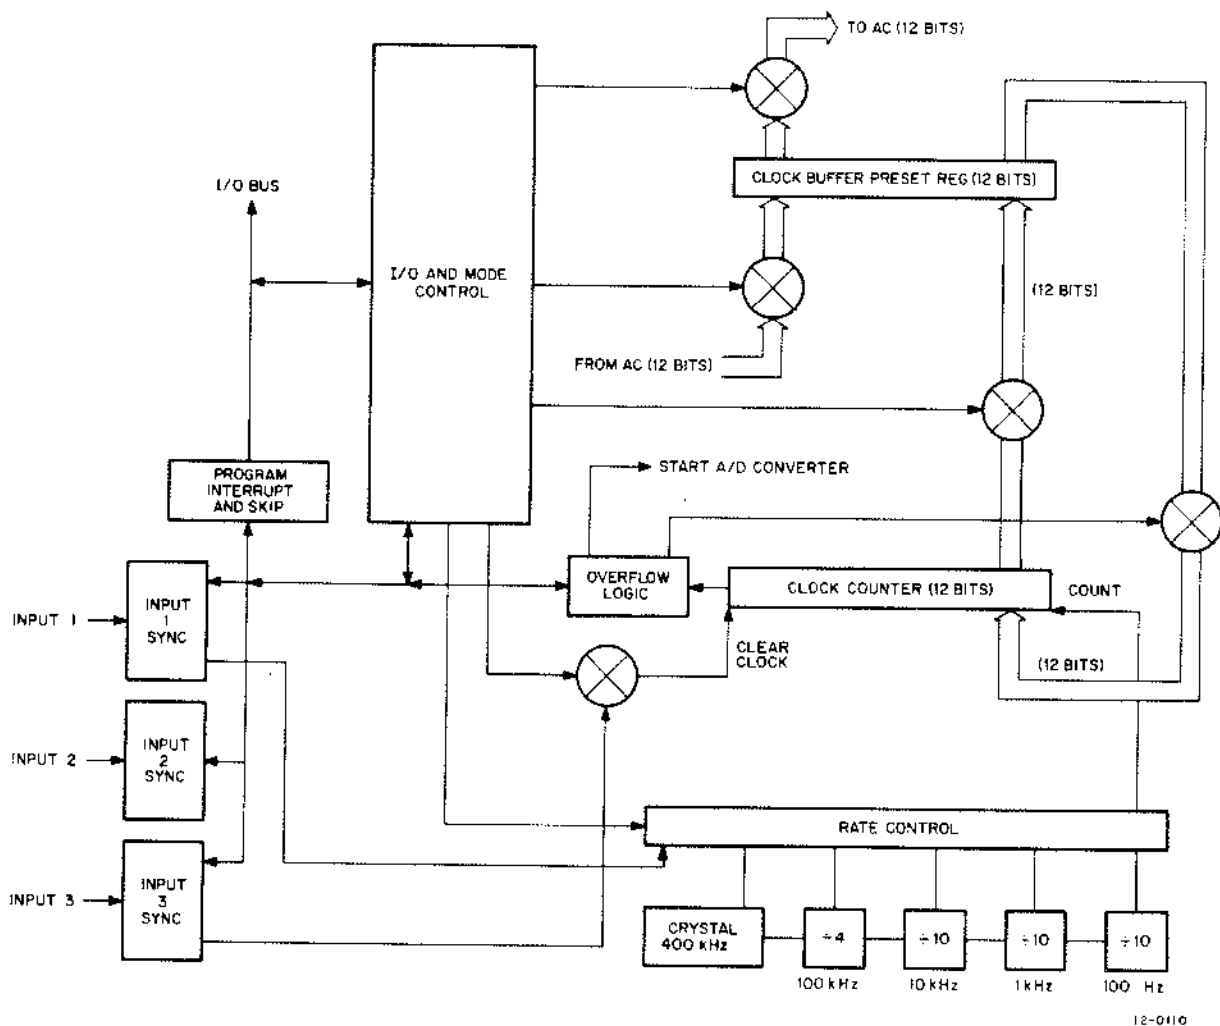 TO AC (12 BITS)
CLOCK BUFFER PRESET REG (12 BITS)
I/O BUS
I/O AND MODE
CONTROL
(12 BITS)
FROM AC (12 BITS)
START A/D CONVERTER
PROGRAM
INTERRUPT
AND SKIP
OVERFLOW
LOGIC
CLOCK COUNTER (12 BITS)
COUNT
INPUT 1
INPUT
1
SYNC
CLEAR
CLOCK
(12 BITS)
INPUT 2
INPUT
2
SYNC
RATE CONTROL
INPUT 3
INPUT
3
SYNC
CRYSTAL
400 kHz
÷4
÷10
÷10
÷10
100 kHz
10 kHz
1 kHz
100 Hz
12-0110